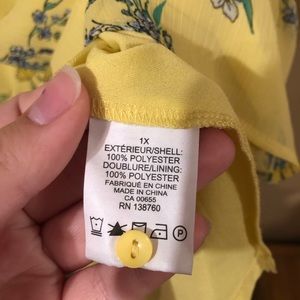 1X
EXTÉRIEUR/SHELL:
100% POLYESTER
DOUBLURE/LINING:
100% POLYESTER
FABRIQUÉ EN CHINE
MADE IN CHINA
CA 00655
RN 138760
P